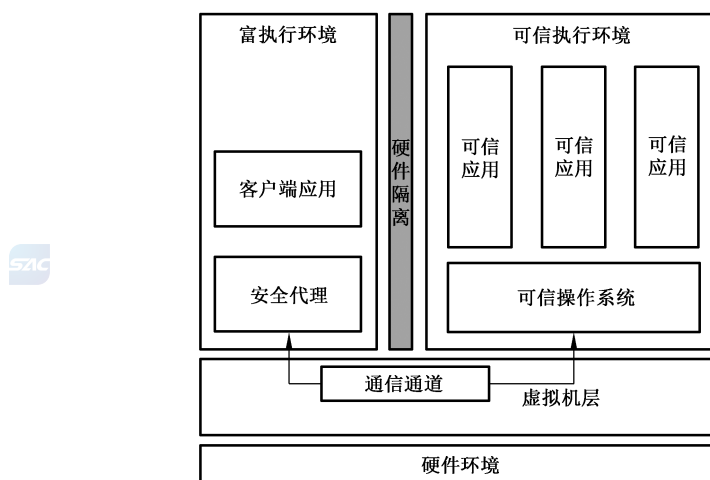 富执行环境
可信执行环境
硬
件
隔
离
可信
应用
可信
应用
可信
应用
客户端应用
安全代理
可信操作系统
通信通道
虚拟机层
硬件环境
SAC